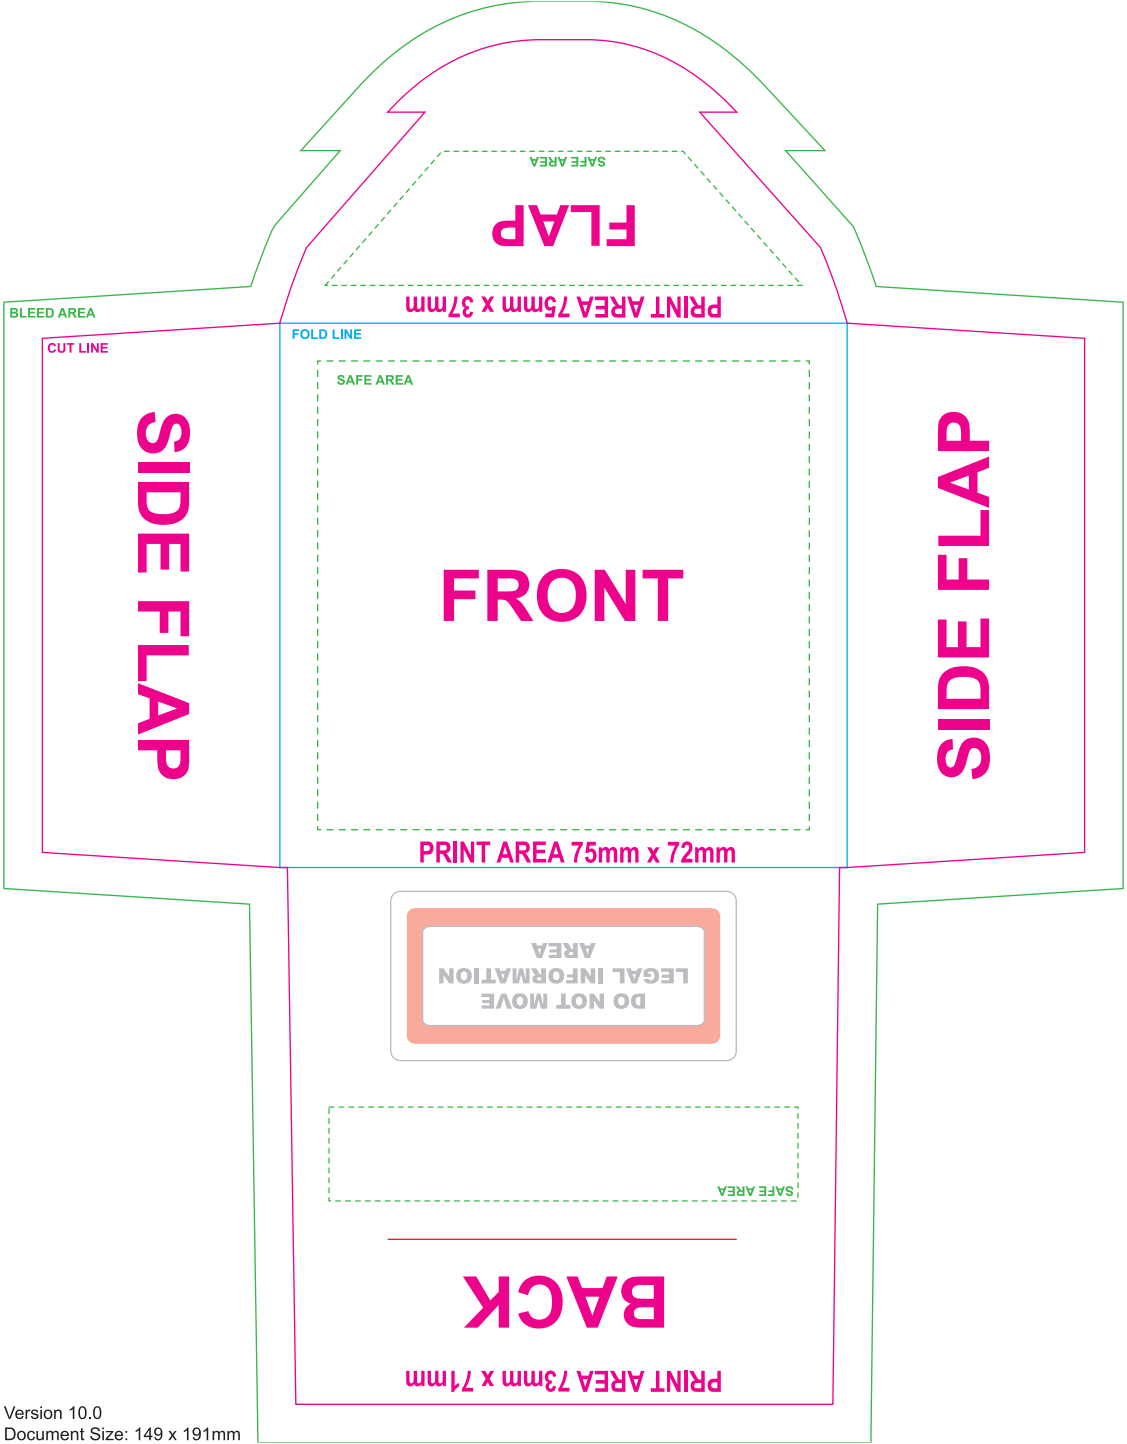 SAFE AREA
FLAP
PRINT AREA 75mm x 37mm
BLEED AREA
CUT LINE
FOLD LINE
SAFE AREA
SIDE FLAP
FRONT
SIDE FLAP
PRINT AREA 75mm x 72mm
DO NOT MOVE
LEGAL INFORMATION
AREA
SAFE AREA
BACK
PRINT AREA 73mm x 71mm
Version 10.0
Document Size: 149 x 191mm